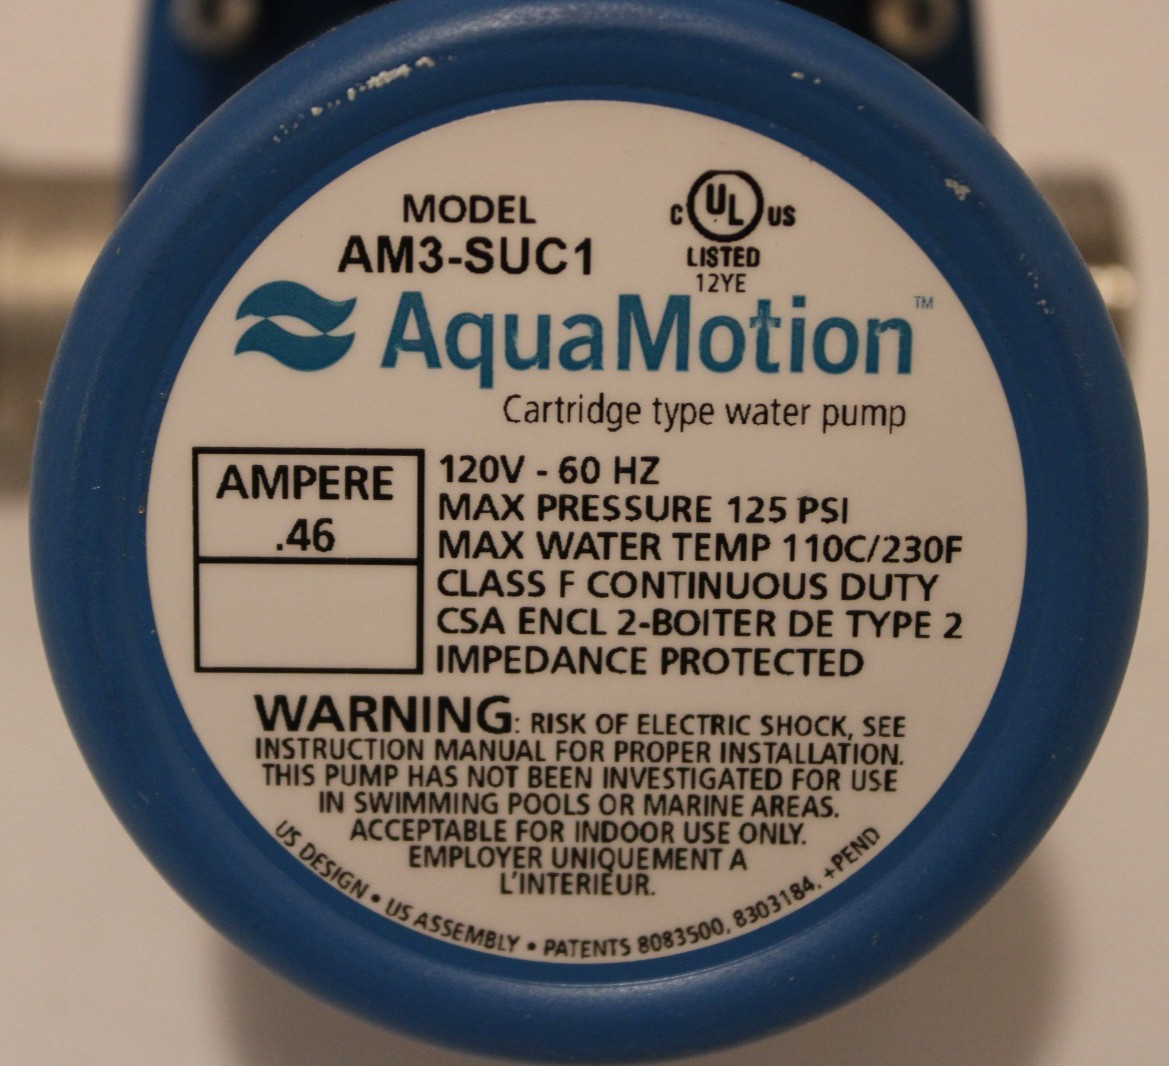 MODEL
AM3-SUC1
C UL US
LISTED
12YE
AquaMotion™
Cartridge type water pump
AMPERE
.46
120V - 60 HZ
MAX PRESSURE 125 PSI
MAX WATER TEMP 110C/230F
CLASS F CONTINUOUS DUTY
CSA ENCL 2-BOITER DE TYPE 2
IMPEDANCE PROTECTED
WARNING: RISK OF ELECTRIC SHOCK, SEE
INSTRUCTION MANUAL FOR PROPER INSTALLATION.
THIS PUMP HAS NOT BEEN INVESTIGATED FOR USE
IN SWIMMING POOLS OR MARINE AREAS.
ACCEPTABLE FOR INDOOR USE ONLY.
EMPLOYER UNIQUEMENT A
L'INTERIEUR.
US DESIGN • US ASSEMBLY • PATENTS 8083500, 8303184, +PEND